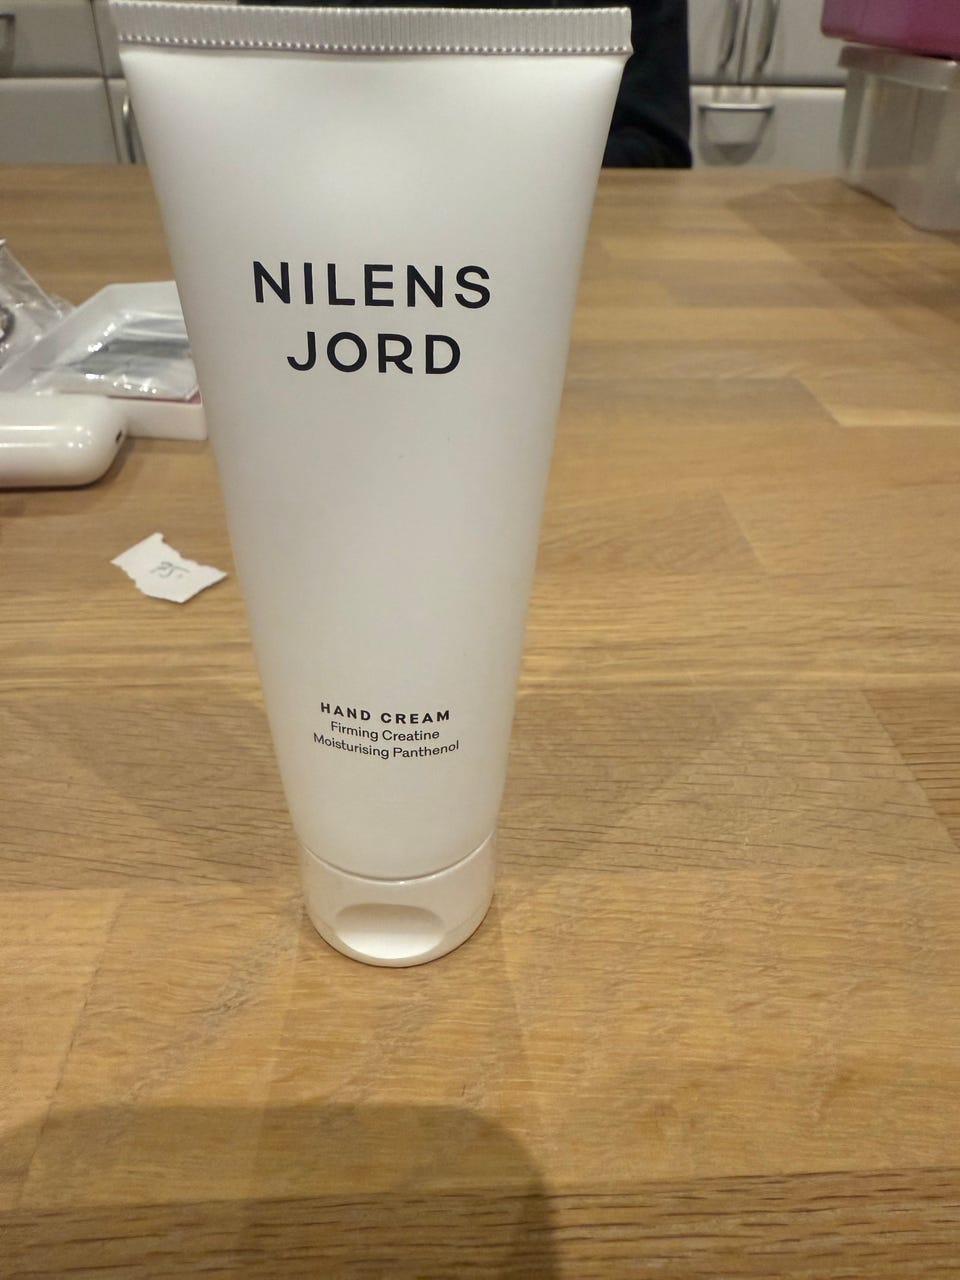 NILENS
JORD
HAND CREAM
Firming Creatine
Moisturising Panthenol